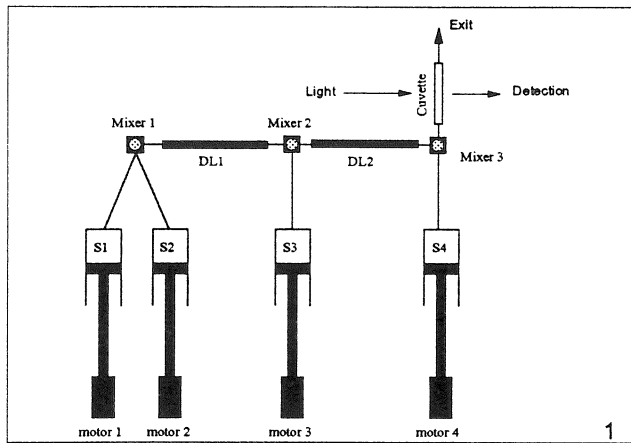 Exit
Light
Cuvette
Detection
Mixer 1
Mixer 2
Mixer 3
DL1
DL2
S1
S2
S3
S4
motor 1
motor 2
motor 3
motor 4
1